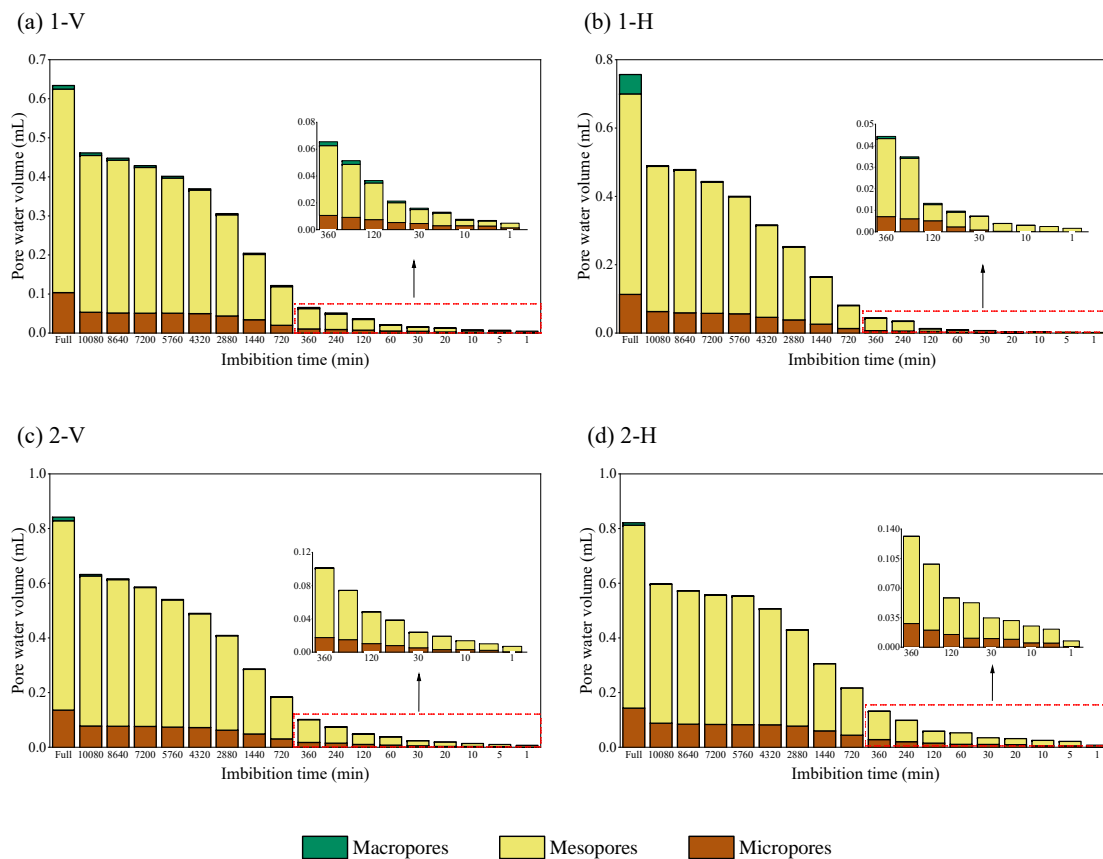 (a) 1-V
Pore water volume (mL)
0.7
0.6
0.5
0.4
0.3
0.2
0.1
0.0
0.08
0.06
0.04
0.02
0.00
360 120 30 10 1
Full 10080 8640 7200 5760 4320 2880 1440 720 360 240 120 60 30 20 10 5 1
Imbibition time (min)
(b) 1-H
Pore water volume (mL)
0.8
0.6
0.4
0.2
0.0
0.05
0.04
0.03
0.02
0.01
0.00
360 120 30 10 1
Full 10080 8640 7200 5760 4320 2880 1440 720 360 240 120 60 30 20 10 5 1
Imbibition time (min)
(c) 2-V
Pore water volume (mL)
1.0
0.8
0.6
0.4
0.2
0.0
0.12
0.08
0.04
0.00
360 120 30 10 1
Full 10080 8640 7200 5760 4320 2880 1440 720 360 240 120 60 30 20 10 5 1
Imbibition time (min)
(d) 2-H
Pore water volume (mL)
1.0
0.8
0.6
0.4
0.2
0.0
0.140
0.105
0.070
0.035
0.000
360 120 30 10 1
Full 10080 8640 7200 5760 4320 2880 1440 720 360 240 120 60 30 20 10 5 1
Imbibition time (min)
Macropores Mesopores Micropores